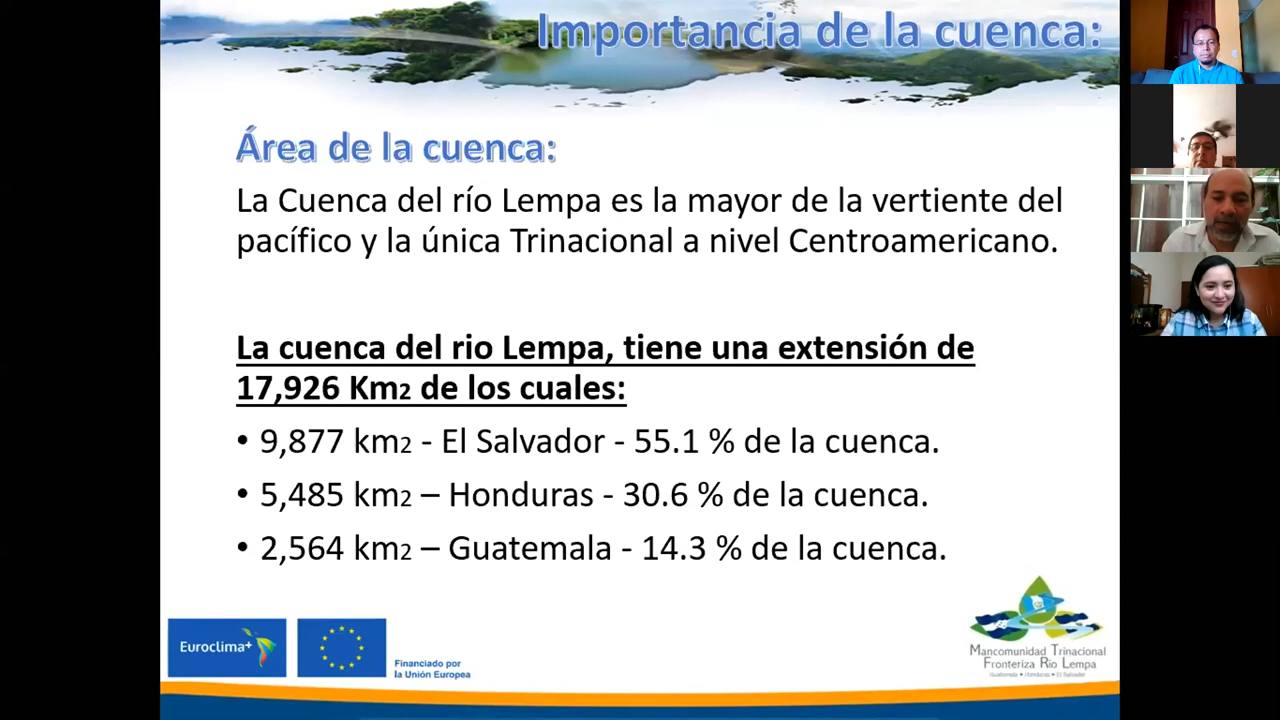 Importancia de la cuenca:
Área de la cuenca:
La Cuenca del río Lempa es la mayor de la vertiente del
pacífico y la única Trinacional a nivel Centroamericano.
La cuenca del rio Lempa, tiene una extensión de
17,926 Km2 de los cuales:
• 9,877 km2 - El Salvador - 55.1 % de la cuenca.
• 5,485 km2 – Honduras - 30.6 % de la cuenca.
• 2,564 km2 – Guatemala - 14.3 % de la cuenca.
Euroclima+
Financiado por
la Unión Europea
Mancomunidad Trinacional
Fronteriza Río Lempa
Guatemala • Honduras • El Salvador